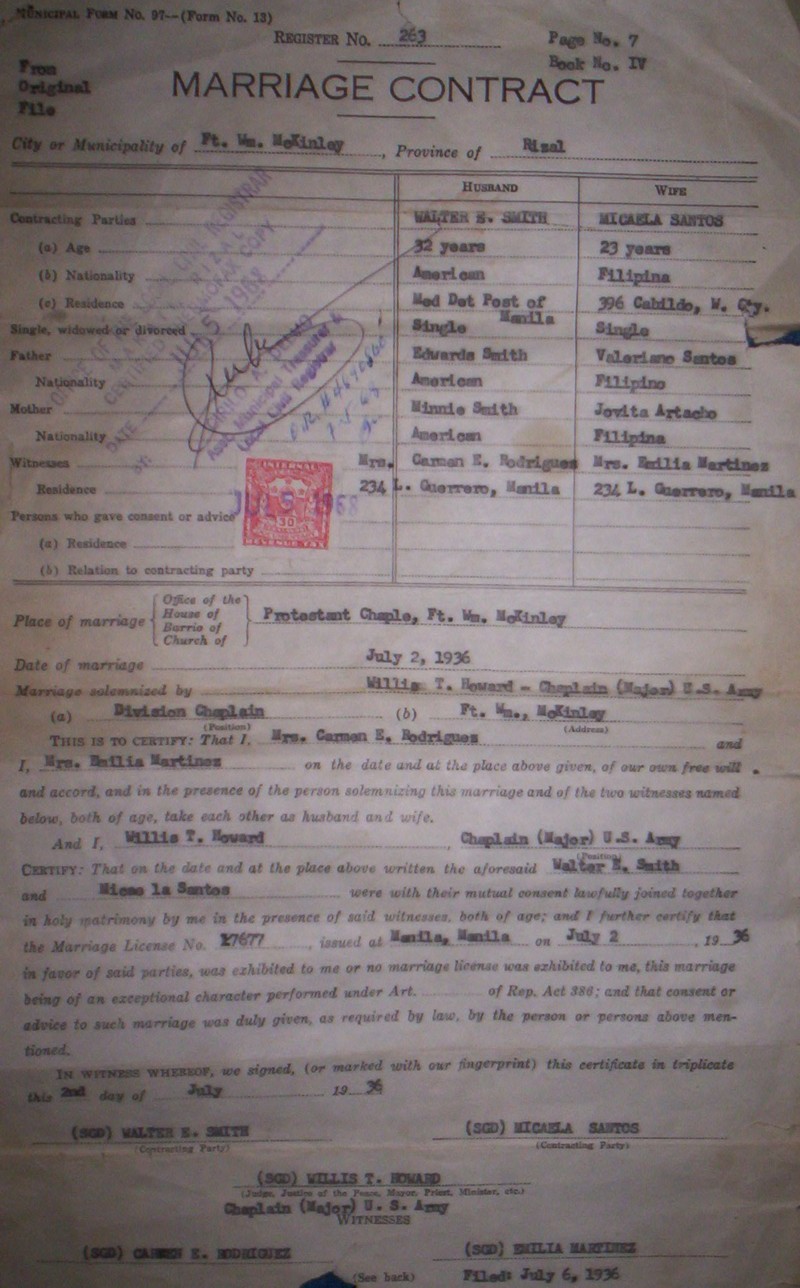 MUNICIPAL FORM NO. 97—(FORM NO. 13)
REGISTER NO. 263 Page No. 7
Book No. IV
From
Original
File
MARRIAGE CONTRACT
City or Municipality of Ft. Wm. McKinley, Province of Rizal
HUSBAND WIFE
Contracting Parties WALTER E. SMITH MICAELA SANTOS
(a) Age 32 years 23 years
(b) Nationality American Filipina
(c) Residence Med Det Post of Manila 396 Cabildo, W. Cty.
Single, widowed or divorced Single Single
Father Edwards Smith Valeriano Santos
Nationality American Filipino
Mother Minnie Smith Jovita Artacho
Nationality American Filipina
Witnesses Mrs. Carmen E. Rodrigues Mrs. Emilia Martines
Residence 234 L. Guerrero, Manila 234 L. Guerrero, Manila
INTERNAL
JUL 5 1968
30
REVENUE TAX
Persons who gave consent or advice
(a) Residence
(b) Relation to contracting party
Place of marriage Office of the House of Barrio of Church of Protestant Chaple, Ft. Wm. McKinley
Date of marriage July 2, 1936
Marriage solemnized by Willis T. Howard - Chaplain (Major) U.S. Army
(a) Division Chaplain (b) Ft. Wm., McKinley
(Position) (Address)
THIS IS TO CERTIFY: That I, Mrs. Carmen E. Rodrigues and
I, Mrs. Emilia Martines on the date and at the place above given, of our own free will
and accord, and in the presence of the person solemnizing this marriage and of the two witnesses named
below, both of age, take each other as husband and wife.
And I, Willis T. Howard, Chaplain (Major) U.S. Army
(Position)
CERTIFY: That on the date and at the place above written the aforesaid Walter E. Smith
and Micae la Santos were with their mutual consent lawfully joined together
in holy matrimony by me in the presence of said witnesses, both of age; and I further certify that
the Marriage License No. 17677, issued at Manila, Manila on July 2, 1936
in favor of said parties, was exhibited to me or no marriage license was exhibited to me, this marriage
being of an exceptional character performed under Art. of Rep. Act 386; and that consent or
advice to such marriage was duly given, as required by law, by the person or persons above men-
tioned.
IN WITNESS WHEREOF, we signed, (or marked with our fingerprint) this certificate in triplicate
this 2nd day of July 1936
(SGD) WALTER E. SMITH (SGD) MICAELA SANTOS
(Contracting Party) (Contracting Party)
(SGD) WILLIS T. HOWARD
(Judge, Justice of the Peace, Mayor, Priest, Minister, etc.)
Chaplain (Major) U. S. Army
WITNESSES
(SGD) CARMEN E. RODRIGUEZ (SGD) EMILIA MARTINEZ
(See back) Filed: July 6, 1936